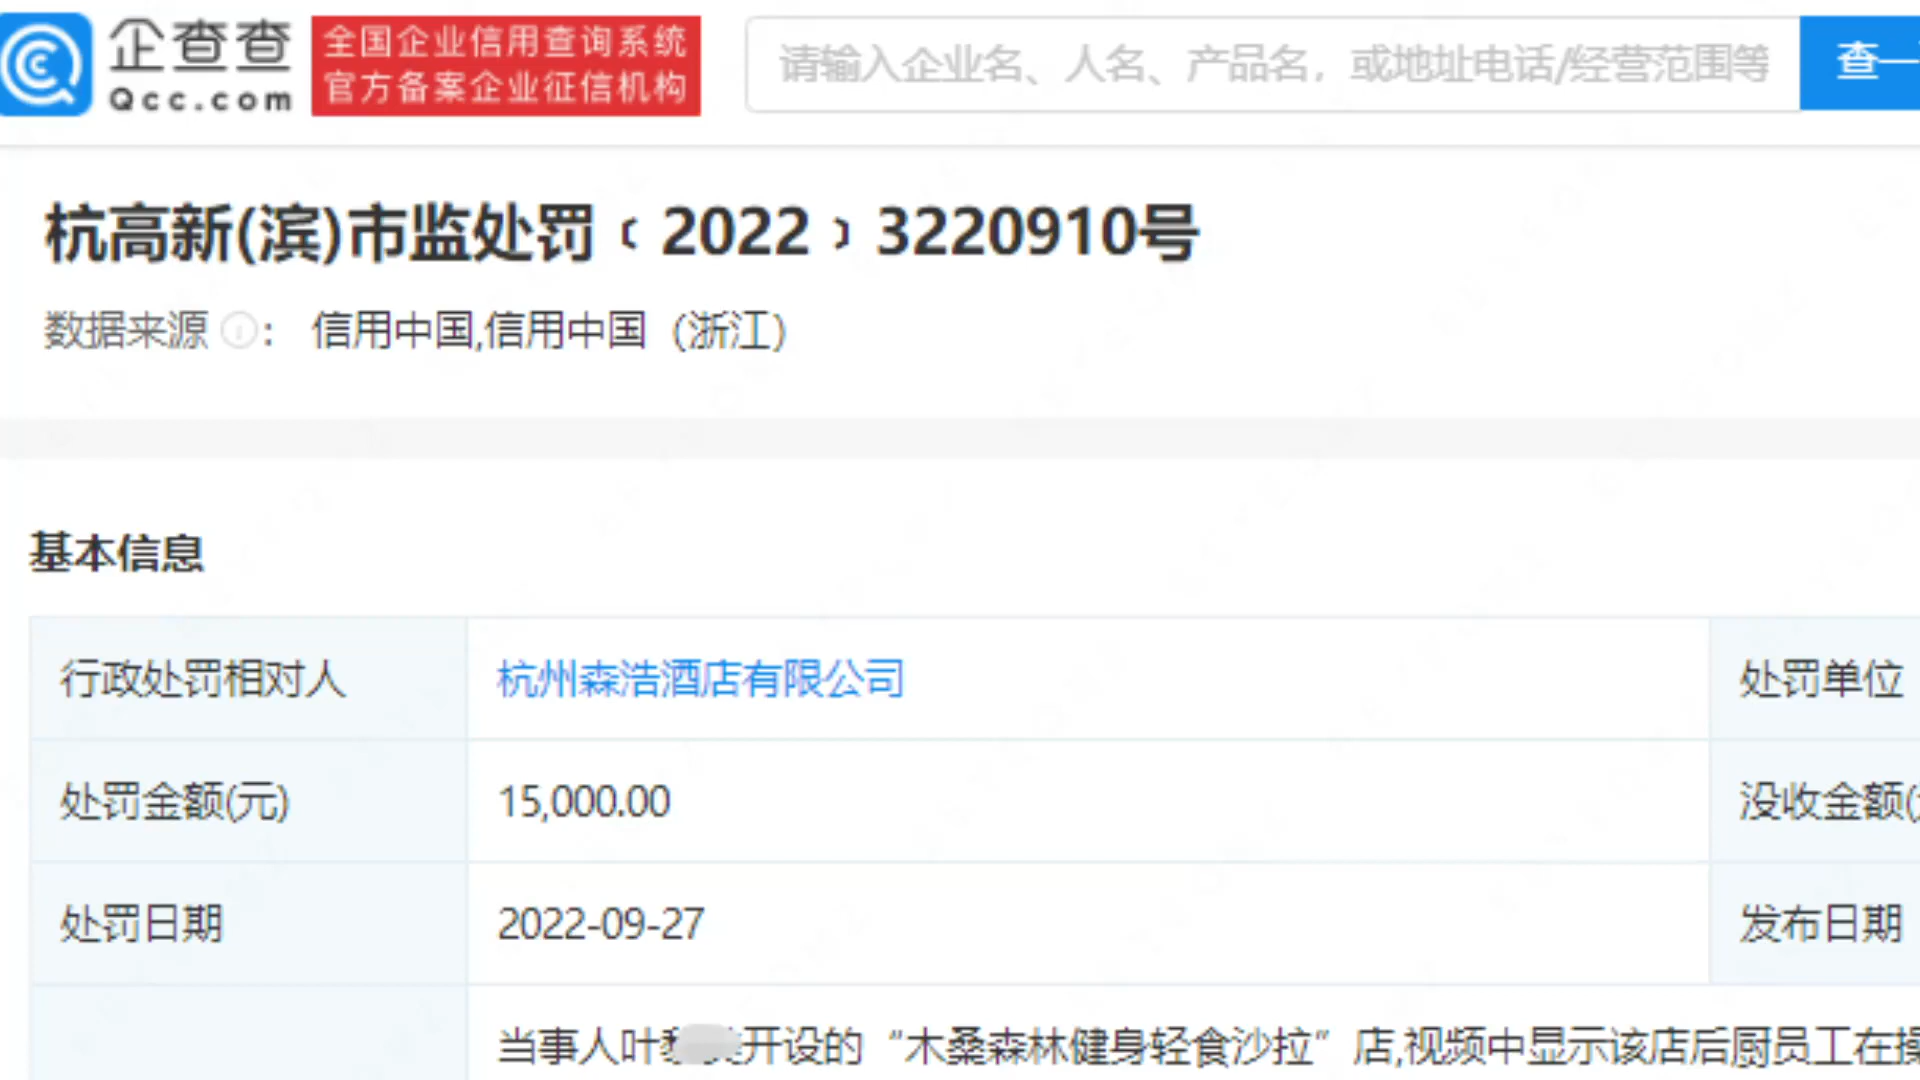 企查查
Qcc.com
全国企业信用查询系统
官方备案企业征信机构
请输入企业名、人名、产品名，或地址电话/经营范围等
查一
杭高新(滨)市监处罚﹝2022﹞3220910号
数据来源 : 信用中国,信用中国（浙江）
基本信息
行政处罚相对人 杭州森浩酒店有限公司 处罚单位
处罚金额(元) 15,000.00 没收金额(
处罚日期 2022-09-27 发布日期
当事人叶 开设的“木桑森林健身轻食沙拉”店,视频中显示该店后厨员工在操